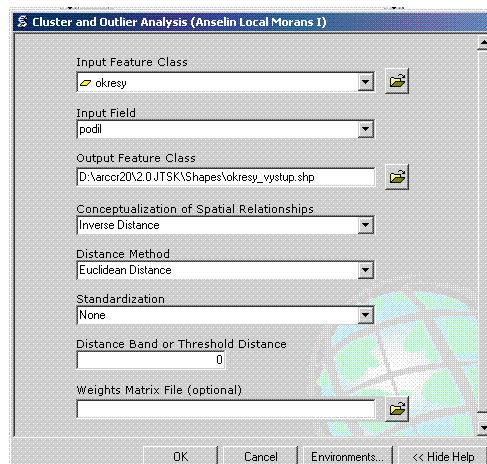 Cluster and Outlier Analysis (Anselin Local Morans I)
Input Feature Class
okresy
Input Field
podil
Output Feature Class
D:\arccr20\2.0 JTSK\Shapes\okresy_vystup.shp
Conceptualization of Spatial Relationships
Inverse Distance
Distance Method
Euclidean Distance
Standardization
None
Distance Band or Threshold Distance
0
Weights Matrix File (optional)
OK Cancel Environments... << Hide Help